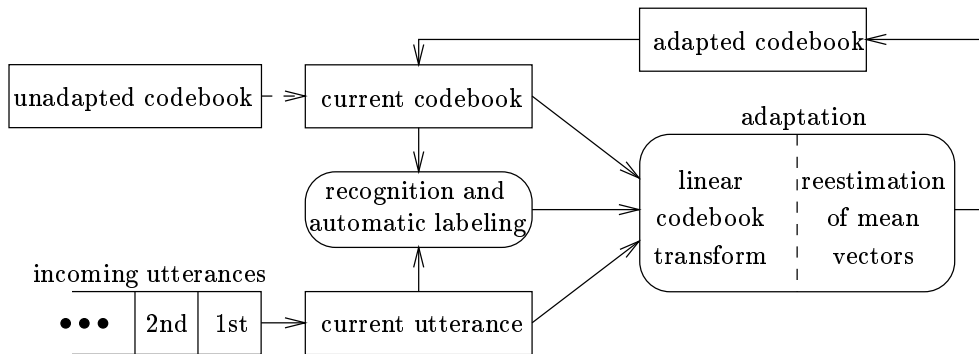 adapted codebook
unadapted codebook
current codebook
adaptation
linear
codebook
transform
reestimation
of mean
vectors
recognition and
automatic labeling
incoming utterances
••• 2nd 1st
current utterance